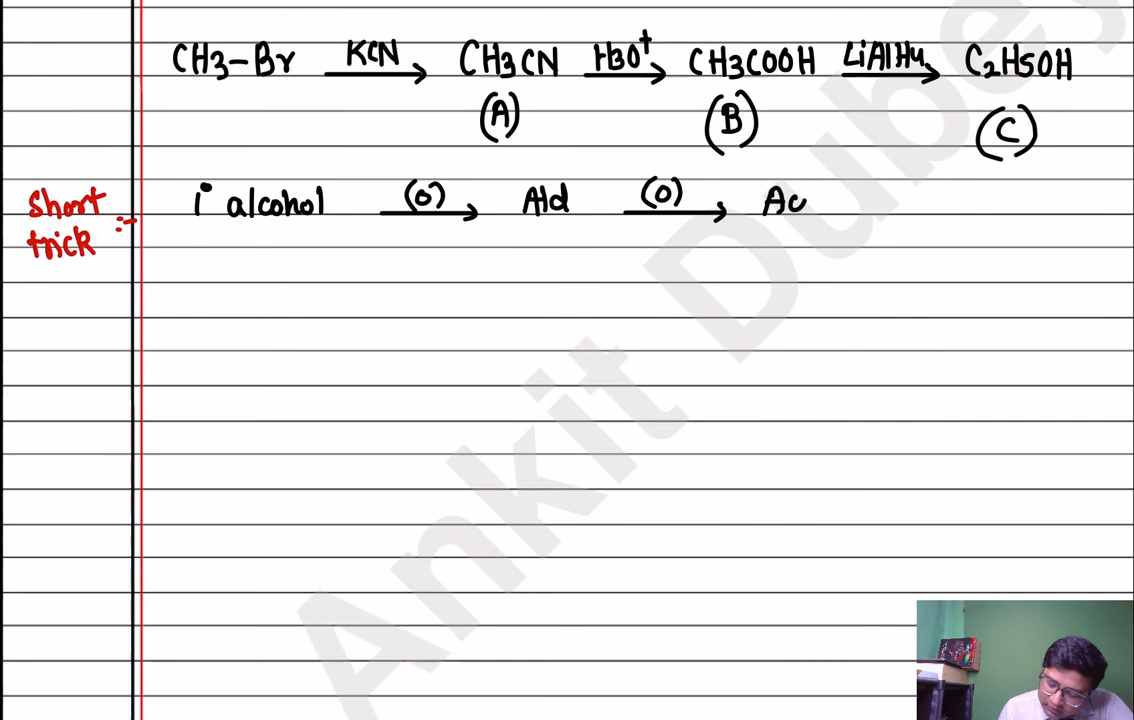 CH3-Br KCN CH3CN H3O+ CH3COOH LiAlH4 C2H5OH
(A) (B) (C)
Short trick :- 1° alcohol (O) Ald (O) Ac
Ankit Dubey